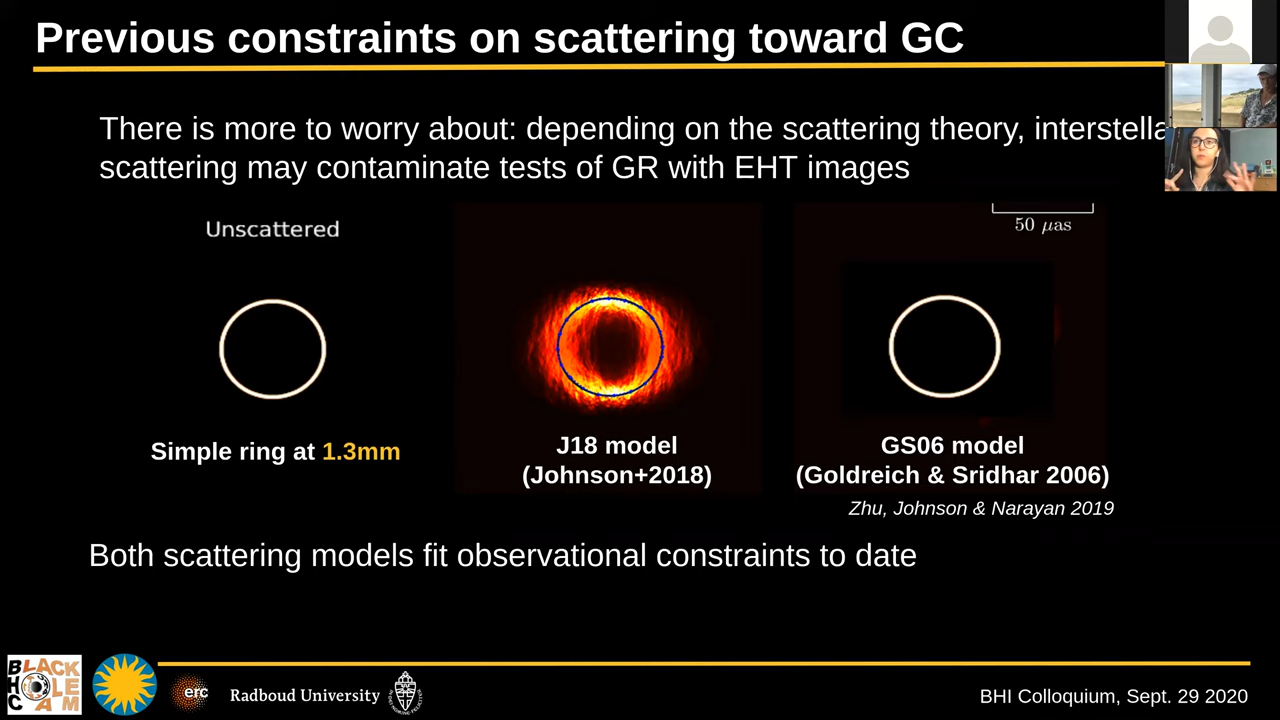 Previous constraints on scattering toward GC
There is more to worry about: depending on the scattering theory, interstella
scattering may contaminate tests of GR with EHT images
Unscattered
50 μas
Simple ring at 1.3mm
J18 model
(Johnson+2018)
GS06 model
(Goldreich & Sridhar 2006)
Zhu, Johnson & Narayan 2019
Both scattering models fit observational constraints to date
BLACK
HOLE
CAM
erc
Radboud University
BHI Colloquium, Sept. 29 2020